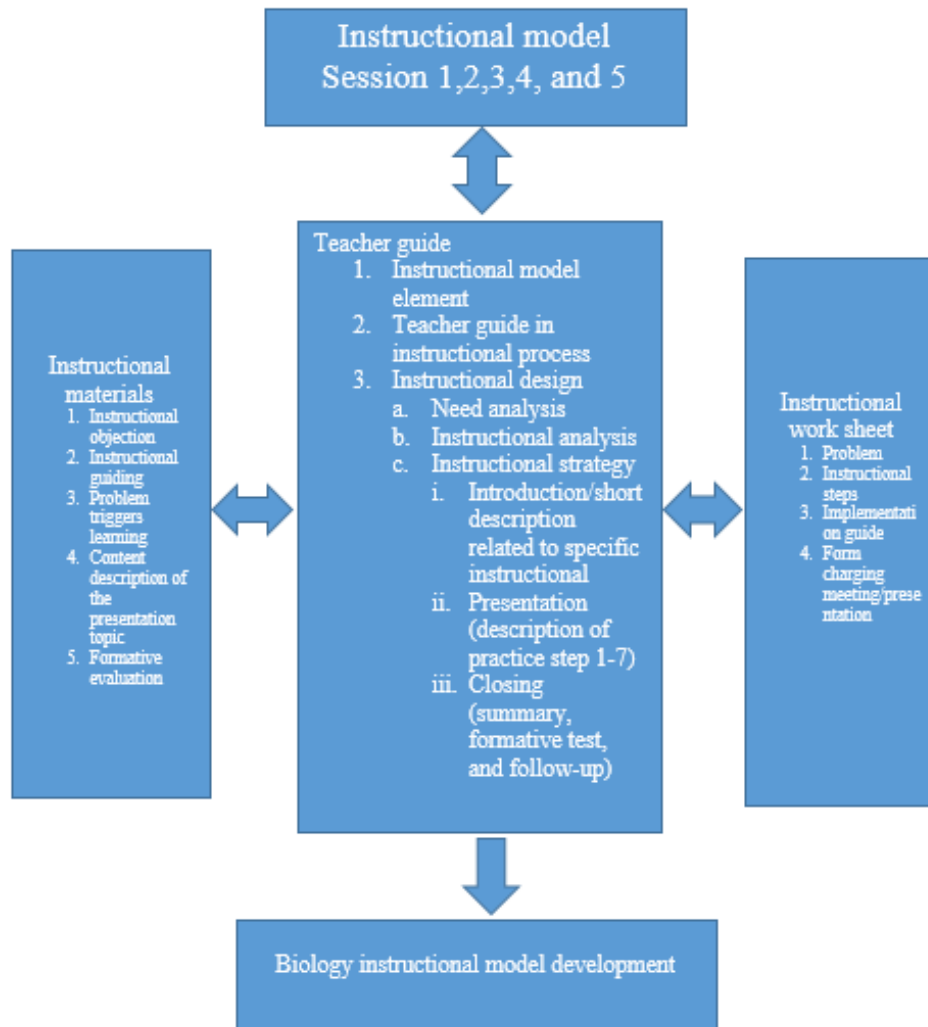 Instructional model
Session 1,2,3,4, and 5
Teacher guide
1. Instructional model
element
2. Teacher guide in
instructional process
3. Instructional design
a. Need analysis
b. Instructional analysis
c. Instructional strategy
i. Introduction/short
description
related to specific
instructional
ii. Presentation
(description of
practice step 1-7)
iii. Closing
(summary,
formative test,
and follow-up)
Instructional
materials
1. Instructional
objection
2. Instructional
guiding
3. Problem
triggers
learning
4. Content
description of
the
presentation
topic
5. Formative
evaluation
Instructional
work sheet
1. Problem
2. Instructional
steps
3. Implementati
on guide
4. Form
charging
meeting/prese
ntation
Biology instructional model development